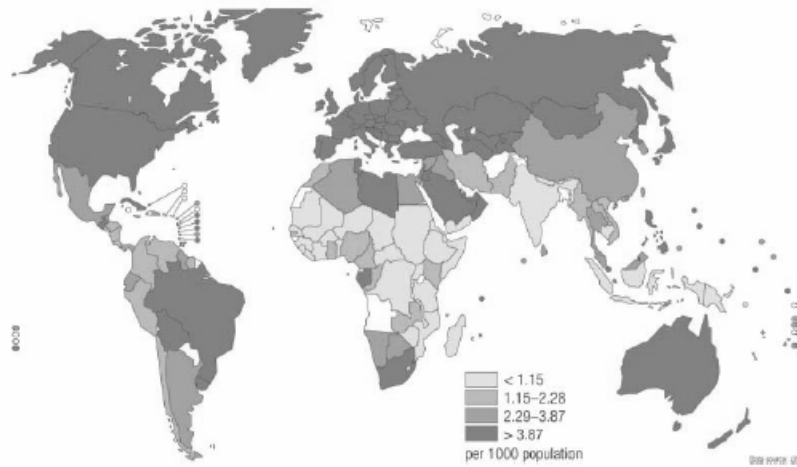 < 1.15
1.15–2.28
2.29–3.87
> 3.87
per 1000 population